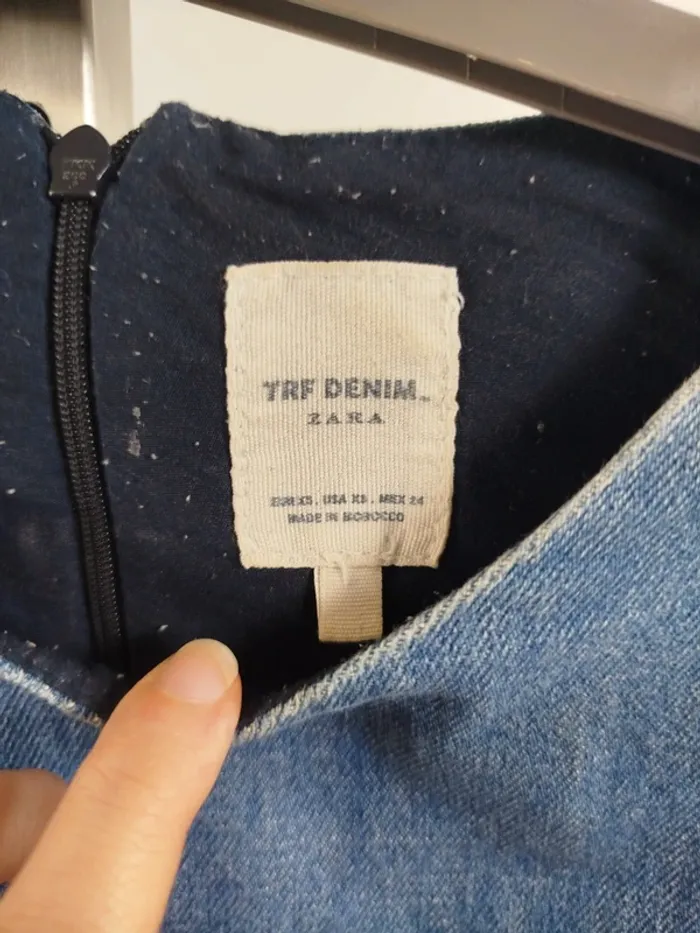 TRF DENIM.
ZARA
EUR XS . USA XS . MEX 24
MADE IN MOROCCO